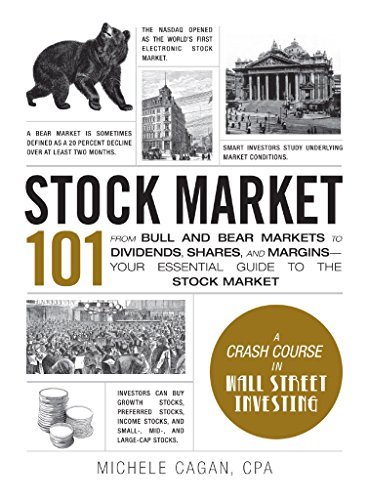 THE NASDAQ OPENED
AS THE WORLD'S FIRST
ELECTRONIC STOCK
MARKET.
A BEAR MARKET IS SOMETIMES
DEFINED AS A 20 PERCENT DECLINE
OVER AT LEAST TWO MONTHS.
SMART INVESTORS STUDY UNDERLYING
MARKET CONDITIONS.
STOCK MARKET
101
FROM BULL AND BEAR MARKETS TO
DIVIDENDS, SHARES, AND MARGINS—
YOUR ESSENTIAL GUIDE TO THE
STOCK MARKET
A
CRASH COURSE
IN
WALL STREET
INVESTING
INVESTORS CAN BUY
GROWTH STOCKS,
PREFERRED STOCKS,
INCOME STOCKS, AND
SMALL-, MID-, AND
LARGE-CAP STOCKS.
MICHELE CAGAN, CPA